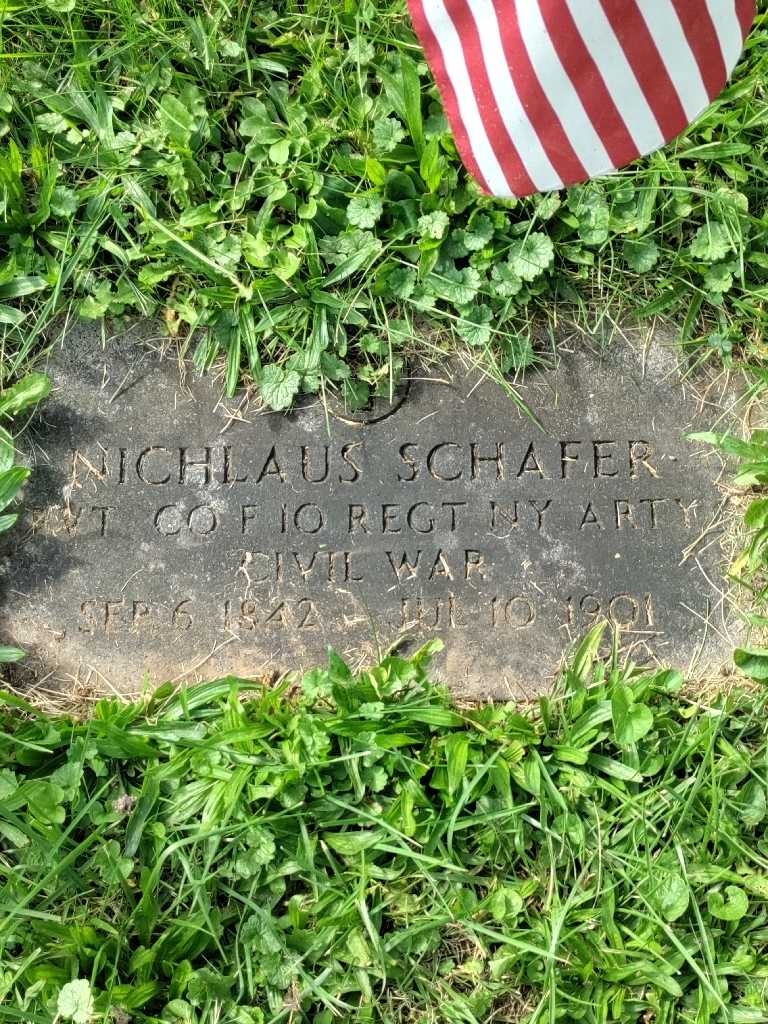 NICHLAUS SCHAFER
PVT CO F 10 REGT NY ARTY
CIVIL WAR
SEP 6 1842 JUL 10 1901